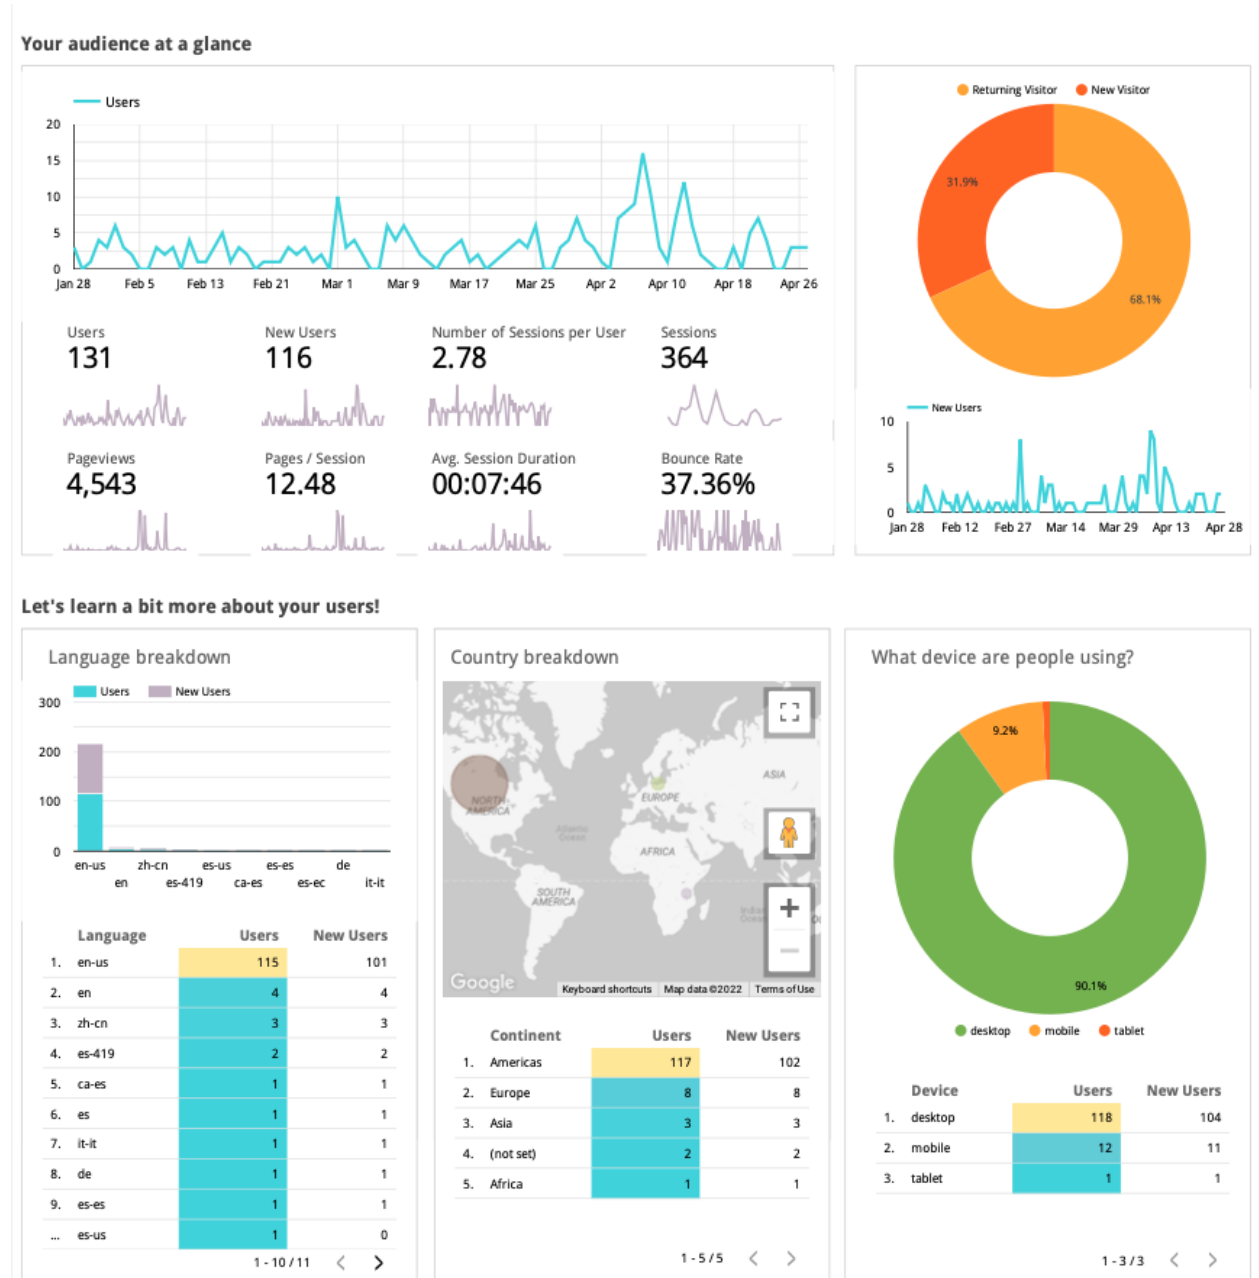 Your audience at a glance
Users
20
15
10
5
0
Jan 28 Feb 5 Feb 13 Feb 21 Mar 1 Mar 9 Mar 17 Mar 25 Apr 2 Apr 10 Apr 18 Apr 26
Users New Users Number of Sessions per User Sessions
131 116 2.78 364
Pageviews Pages / Session Avg. Session Duration Bounce Rate
4,543 12.48 00:07:46 37.36%
Returning Visitor New Visitor
31.9%
68.1%
New Users
10
5
0
Jan 28 Feb 12 Feb 27 Mar 14 Mar 29 Apr 13 Apr 28
Let's learn a bit more about your users!
Language breakdown
Users New Users
300
200
100
0
en-us zh-cn es-us es-es de
en es-419 ca-es es-ec it-it
Language Users New Users
1. en-us 115 101
2. en 4 4
3. zh-cn 3 3
4. es-419 2 2
5. ca-es 1 1
6. es 1 1
7. it-it 1 1
8. de 1 1
9. es-es 1 1
... es-us 1 0
1 - 10 / 11
Country breakdown
ASIA
NORTH AMERICA
EUROPE
Atlantic Ocean
AFRICA
SOUTH AMERICA
Google
Keyboard shortcuts Map data ©2022 Terms of Use
Continent Users New Users
1. Americas 117 102
2. Europe 8 8
3. Asia 3 3
4. (not set) 2 2
5. Africa 1 1
1 - 5 / 5
What device are people using?
9.2%
90.1%
desktop mobile tablet
Device Users New Users
1. desktop 118 104
2. mobile 12 11
3. tablet 1 1
1 - 3 / 3